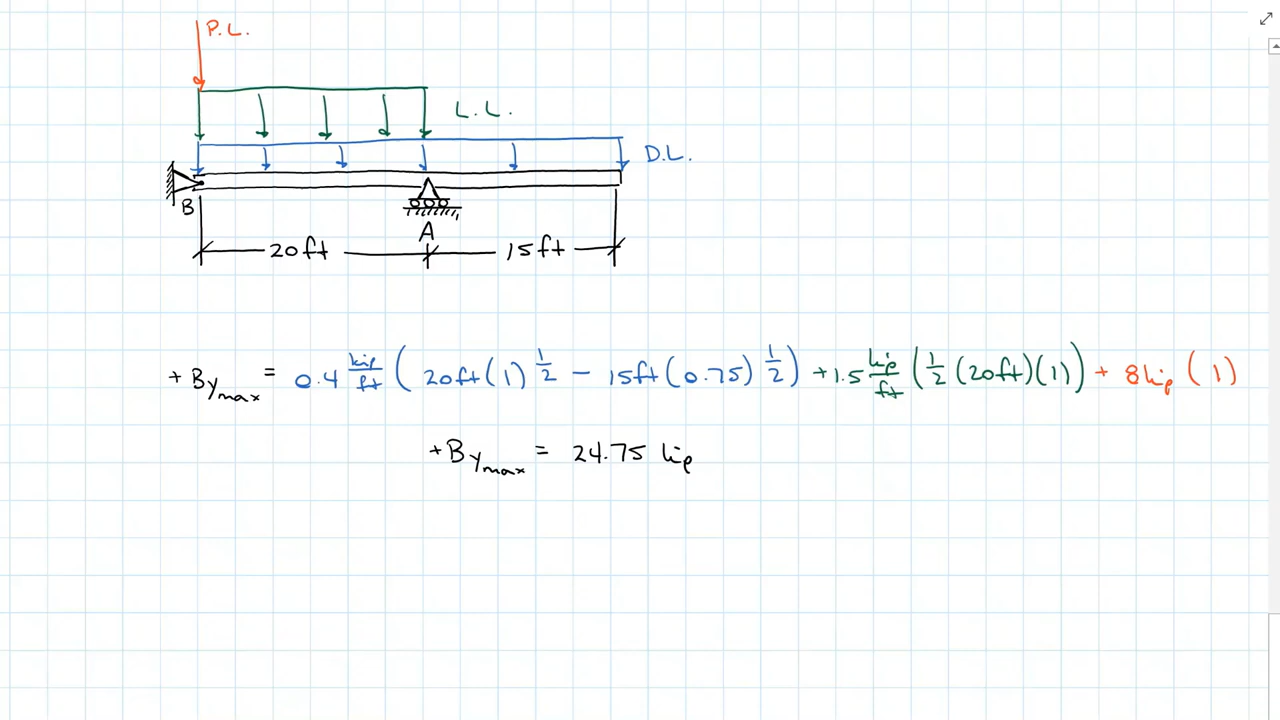 P.L.
L.L.
D.L.
B
A
20ft 15ft
+By_max = 0.4 kip/ft (20ft(1)1/2 - 15ft(0.75)1/2) + 1.5 kip/ft (1/2(20ft)(1)) + 8kip(1)
+By_max = 24.75 kip